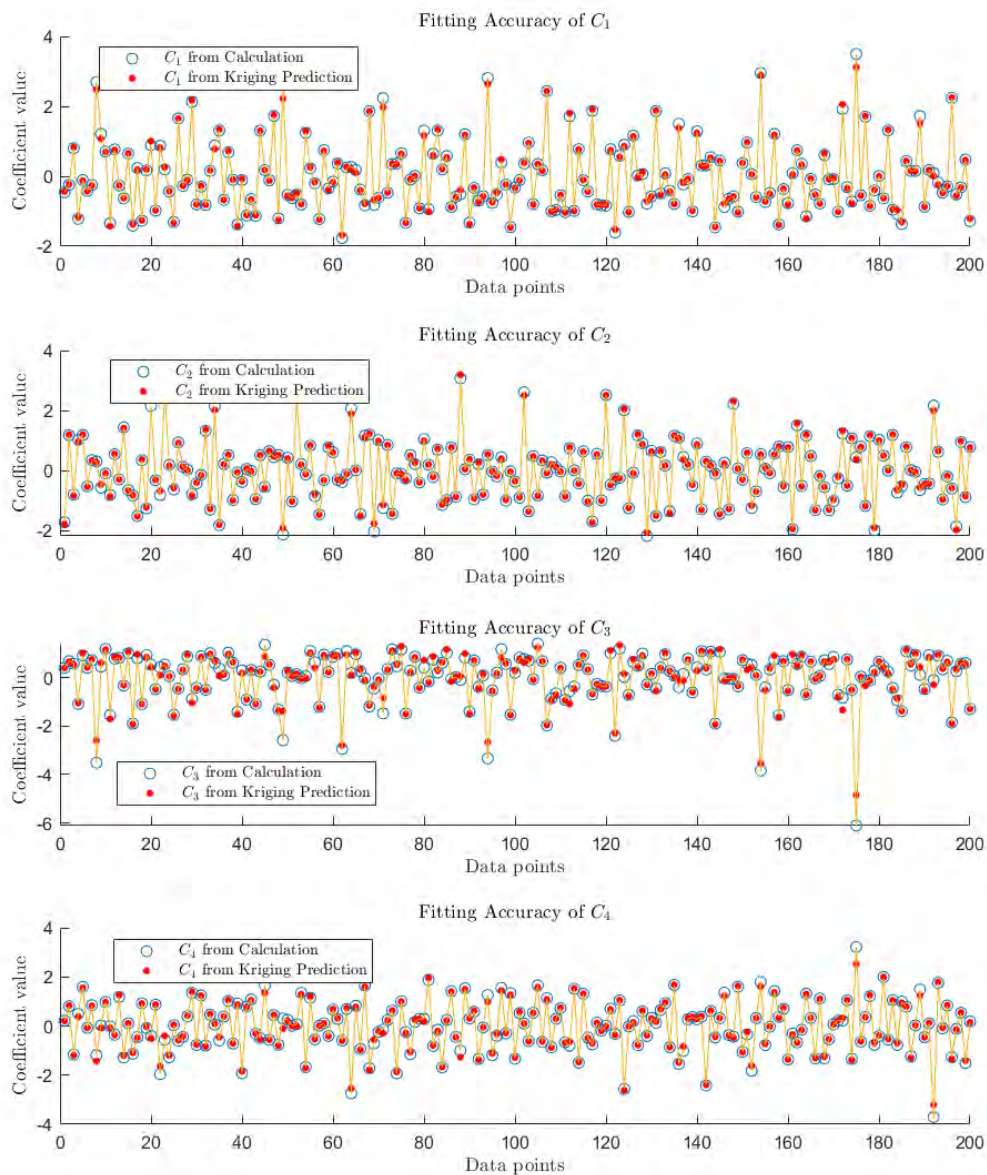 Fitting Accuracy of C₁
4
2
0
-2
Coefficient value
C₁ from Calculation
C₁ from Kriging Prediction
0 20 40 60 80 100 120 140 160 180 200
Data points
Fitting Accuracy of C₂
4
2
0
-2
Coefficient value
C₂ from Calculation
C₂ from Kriging Prediction
0 20 40 60 80 100 120 140 160 180 200
Data points
Fitting Accuracy of C₃
0
-2
-4
-6
Coefficient value
C₃ from Calculation
C₃ from Kriging Prediction
0 20 40 60 80 100 120 140 160 180 200
Data points
Fitting Accuracy of C₄
4
2
0
-2
-4
Coefficient value
C₄ from Calculation
C₄ from Kriging Prediction
0 20 40 60 80 100 120 140 160 180 200
Data points